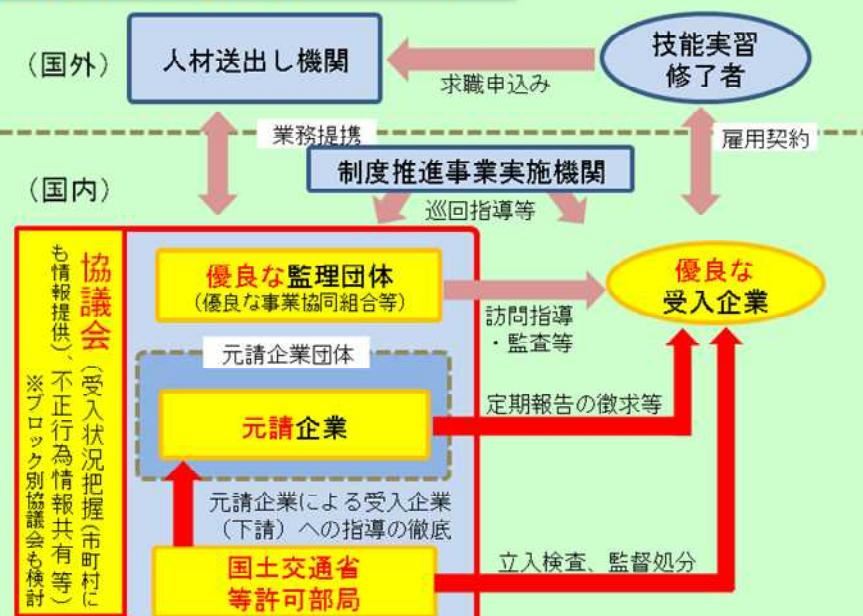 （国外）
人材送出し機関
求職申込み
技能実習
修了者
業務提携
雇用契約
（国内）
制度推進事業実施機関
巡回指導等
協議会（受入状況把握（市町村に
も情報提供）、不正行為情報共有等）
※ブロック別協議会も検討
優良な監理団体
（優良な事業協同組合等）
訪問指導
・監査等
優良な
受入企業
元請企業団体
元請企業
定期報告の徴求等
元請企業による受入企業
（下請）への指導の徹底
国土交通省
等許可部局
立入検査、監督処分